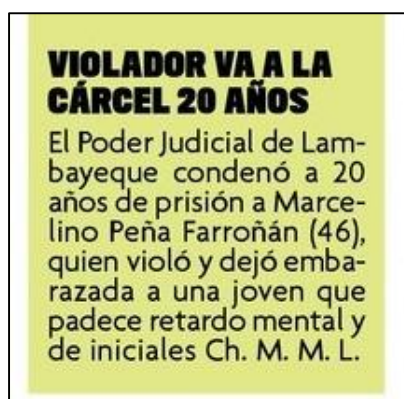 VIOLADOR VA A LA
CÁRCEL 20 AÑOS
El Poder Judicial de Lam-
bayeque condenó a 20
años de prisión a Marce-
lino Peña Farroñán (46),
quien violó y dejó emba-
razada a una joven que
padece retardo mental y
de iniciales Ch. M. M. L.